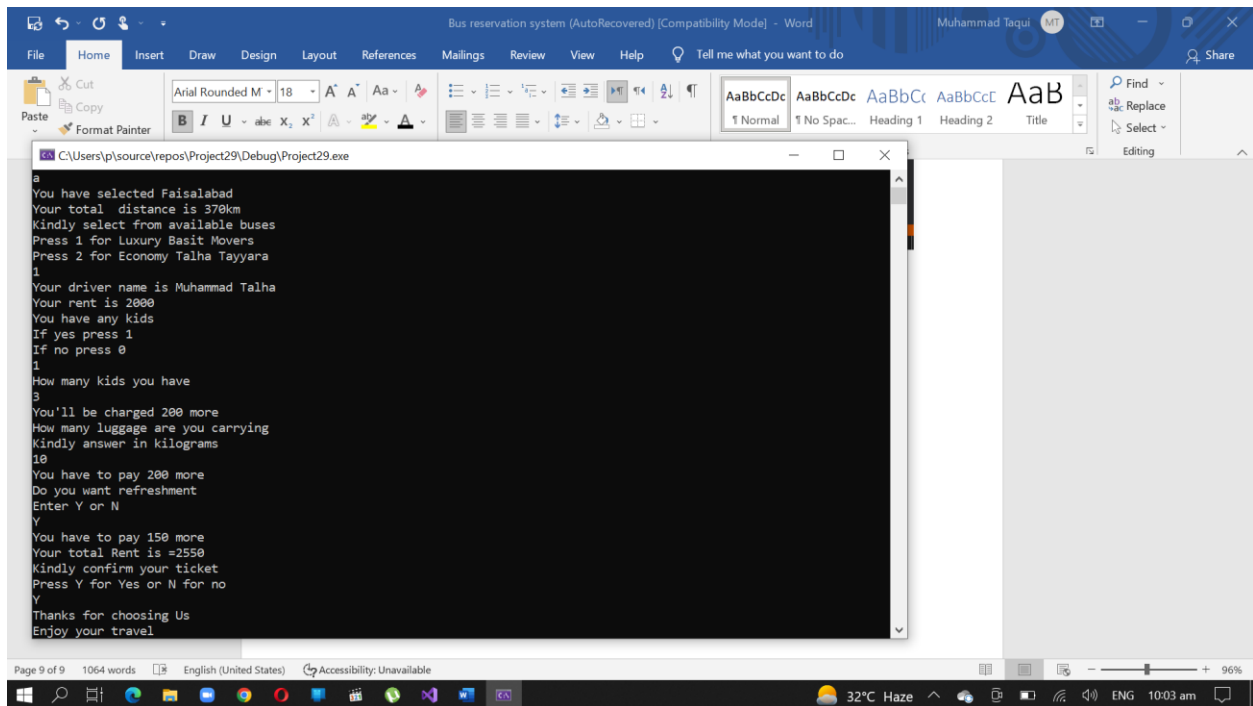 Bus reservation system (AutoRecovered) [Compatibility Mode] - Word
Muhammad Taqui
MT
File Home Insert Draw Design Layout References Mailings Review View Help Tell me what you want to do
Share
Paste
Cut
Copy
Format Painter
Arial Rounded M 18
AaBbCcDc AaBbCcDc AaBbCc AaBbCcE AaB
¶ Normal ¶ No Spac... Heading 1 Heading 2 Title
Find
Replace
Select
Editing
C:\Users\p\source\repos\Project29\Debug\Project29.exe
a
You have selected Faisalabad
Your total  distance is 370km
Kindly select from available buses
Press 1 for Luxury Basit Movers
Press 2 for Economy Talha Tayyara
1
Your driver name is Muhammad Talha
Your rent is 2000
You have any kids
If yes press 1
If no press 0
1
How many kids you have
3
You'll be charged 200 more
How many luggage are you carrying
Kindly answer in kilograms
10
You have to pay 200 more
Do you want refreshment
Enter Y or N
Y
You have to pay 150 more
Your total Rent is =2550
Kindly confirm your ticket
Press Y for Yes or N for no
Y
Thanks for choosing Us
Enjoy your travel
Page 9 of 9 1064 words English (United States) Accessibility: Unavailable
96%
32°C Haze ENG 10:03 am